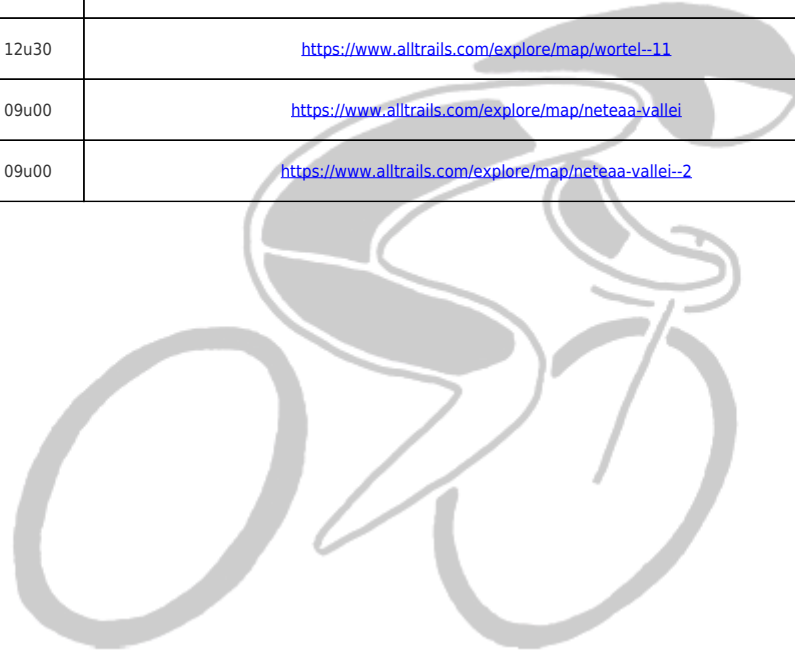 12u30 https://www.alltrails.com/explore/map/wortel--11
09u00 https://www.alltrails.com/explore/map/neteaa-vallei
09u00 https://www.alltrails.com/explore/map/neteaa-vallei--2